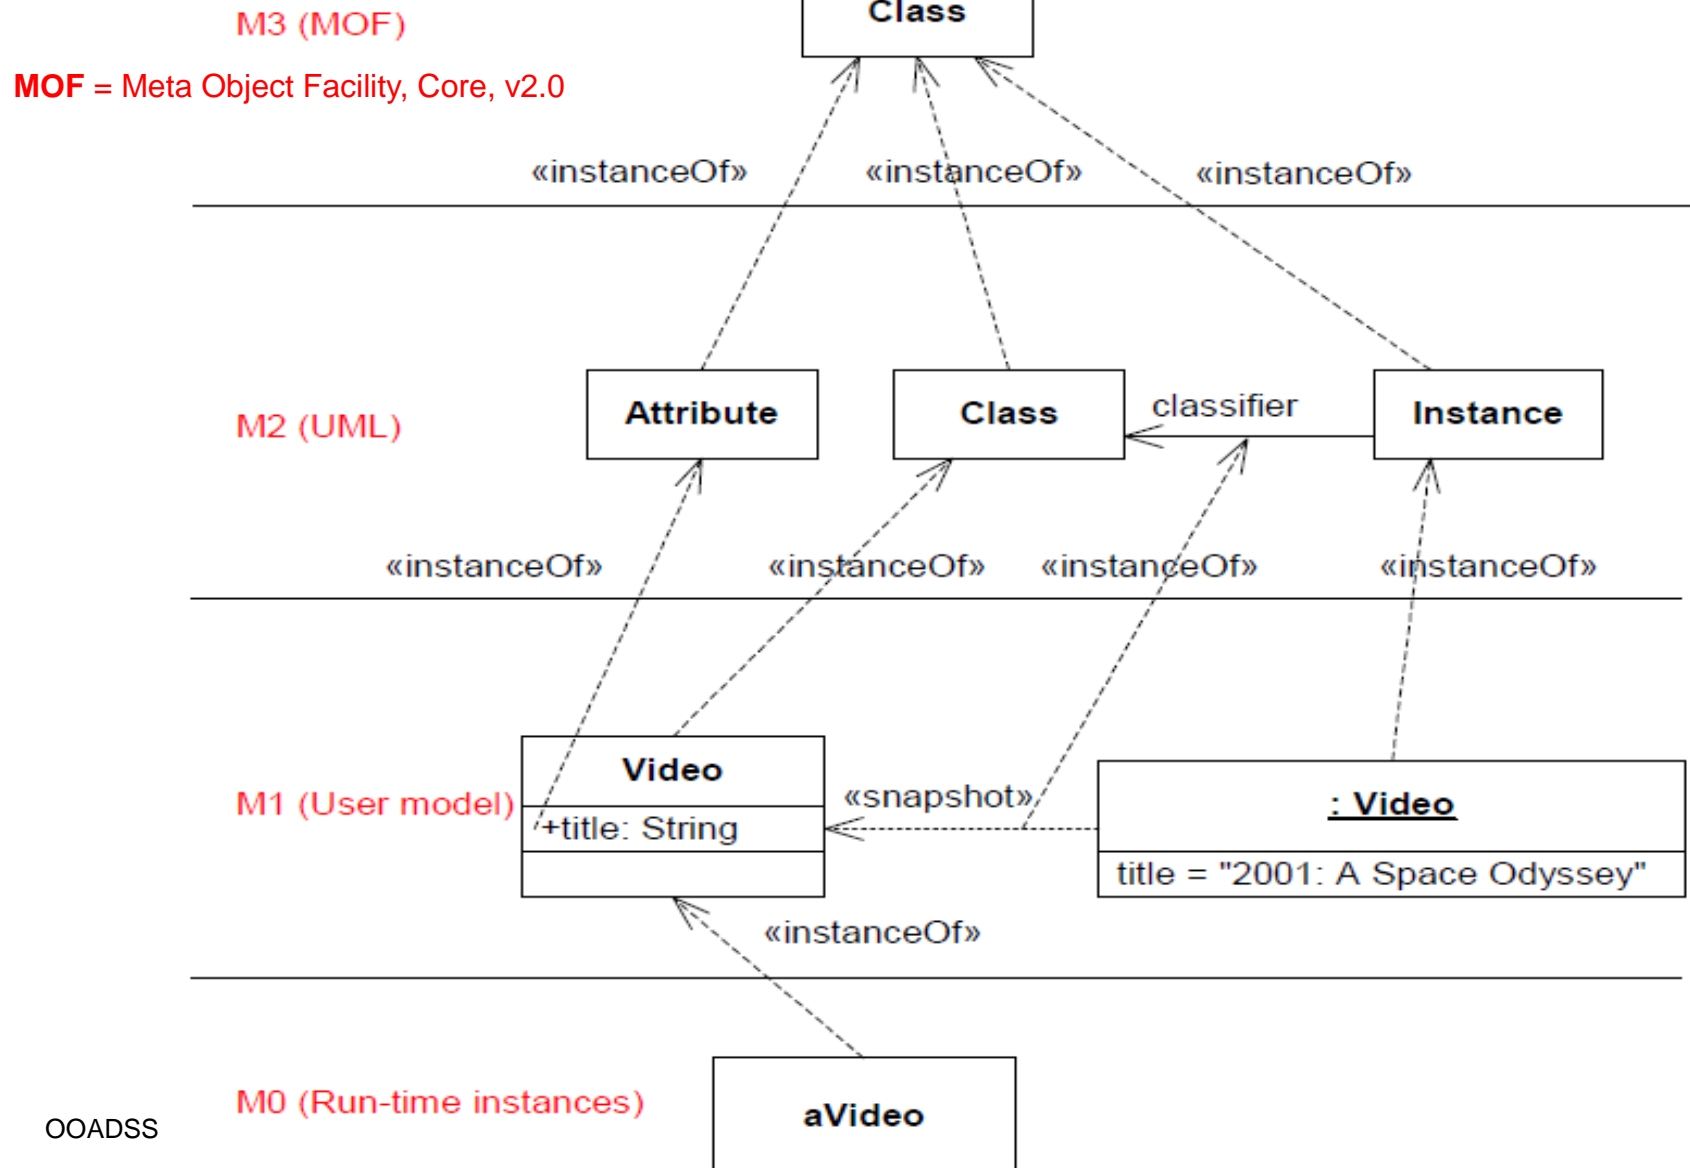 Class
M3 (MOF)
MOF = Meta Object Facility, Core, v2.0
«instanceOf» «instanceOf» «instanceOf»
Attribute Class classifier Instance
M2 (UML)
«instanceOf» «instanceOf» «instanceOf» «instanceOf»
Video
M1 (User model) «snapshot» : Video
+title: String
title = "2001: A Space Odyssey"
«instanceOf»
M0 (Run-time instances) aVideo
OOADSS